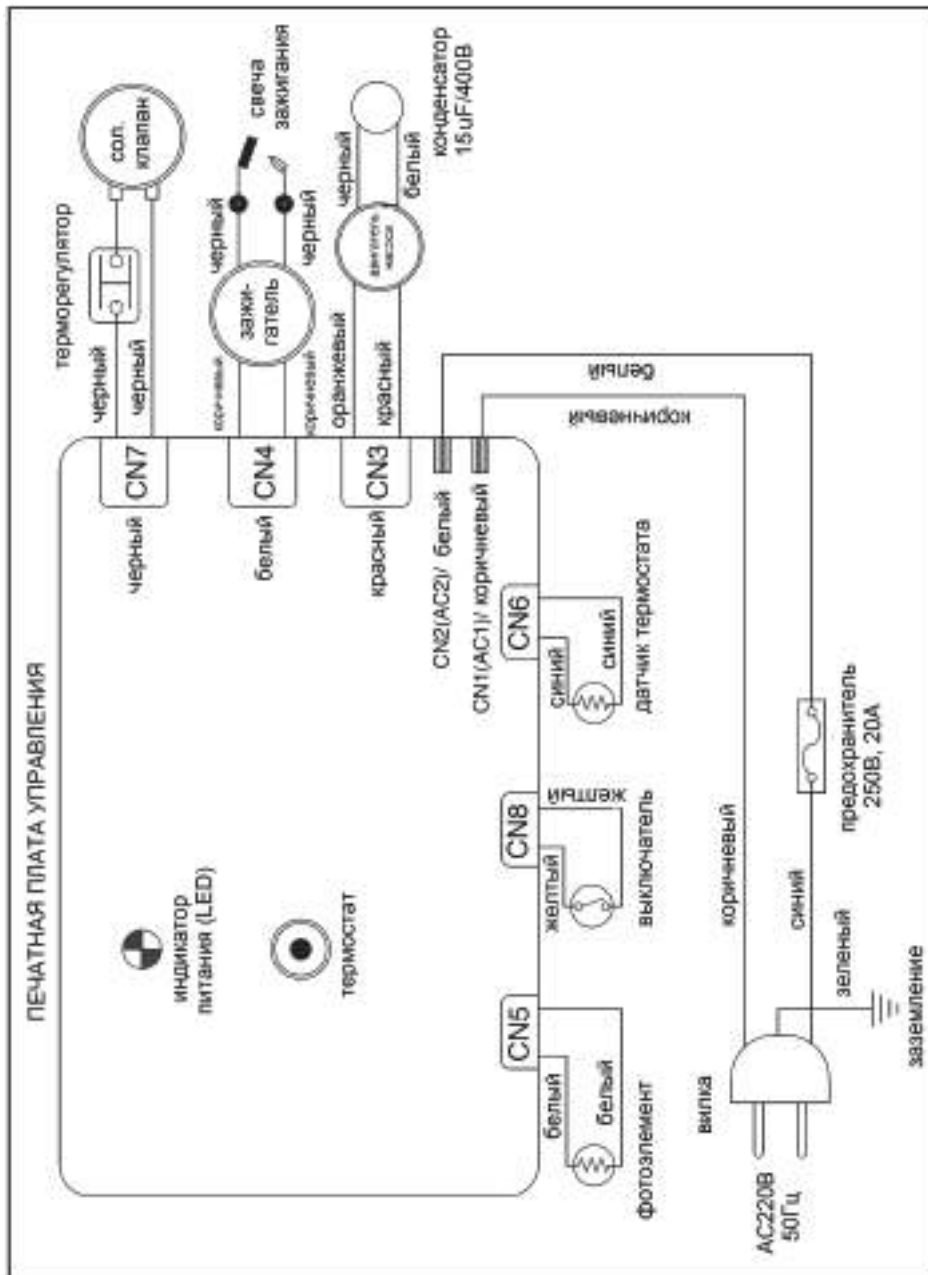 ПЕЧАТНАЯ ПЛАТА УПРАВЛЕНИЯ
индикатор
питания (LED)
термостат
CN7
черный
черный
черный
терморегулятор
сол.
клапан
CN4
белый
коричневый
коричневый
зажи-
гатель
черный
черный
свеча
зажигания
CN3
красный
оранжевый
красный
двигатель
насоса
черный
белый
конденсатор
15uF/400В
CN2(AC2)/ белый
CN1(AC1)/ коричневый
белый
коричневый
CN5
белый
белый
фотоэлемент
CN8
желтый
желтый
выключатель
CN6
синий
синий
датчик термостата
вилка
AC220В
50Гц
коричневый
синий
зеленый
заземление
предохранитель
250В, 20А